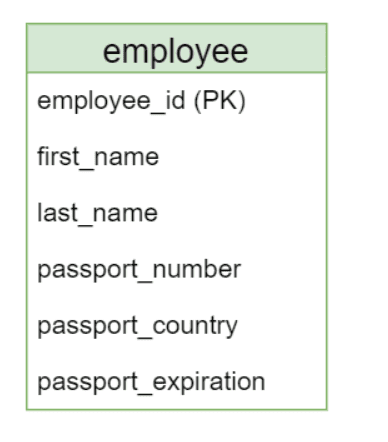 employee
employee_id (PK)
first_name
last_name
passport_number
passport_country
passport_expiration